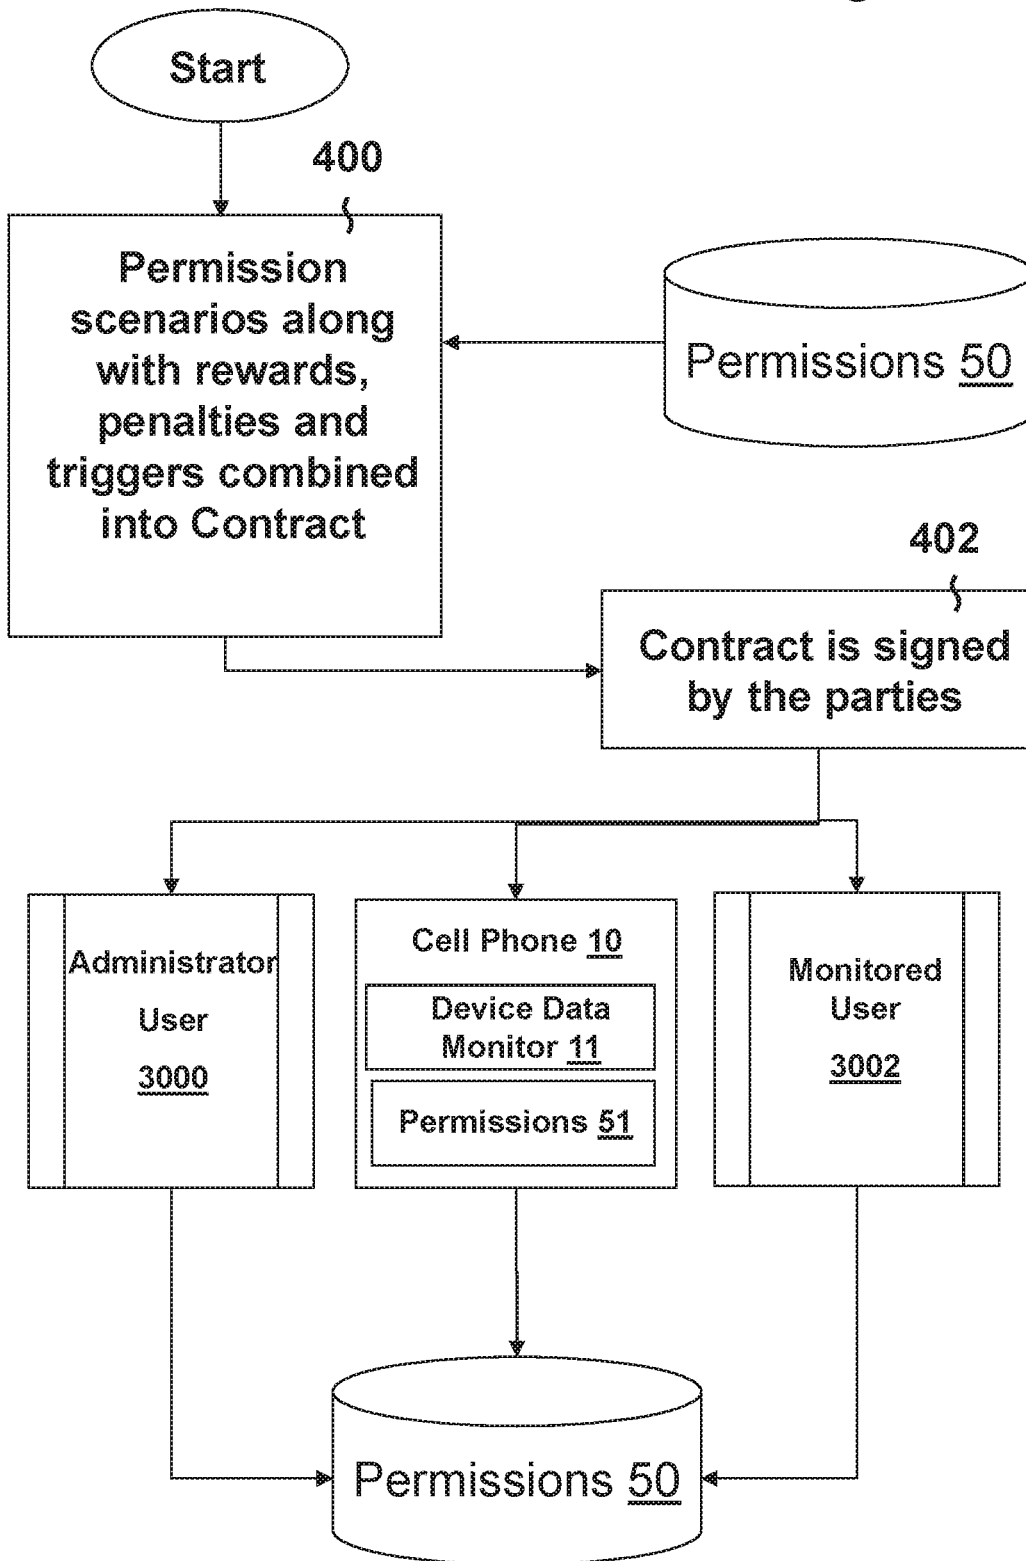 Start
400
Permission
scenarios along
with rewards,
penalties and
triggers combined
into Contract
Permissions 50
402
Contract is signed
by the parties
Administrator
User
3000
Cell Phone 10
Device Data
Monitor 11
Permissions 51
Monitored
User
3002
Permissions 50